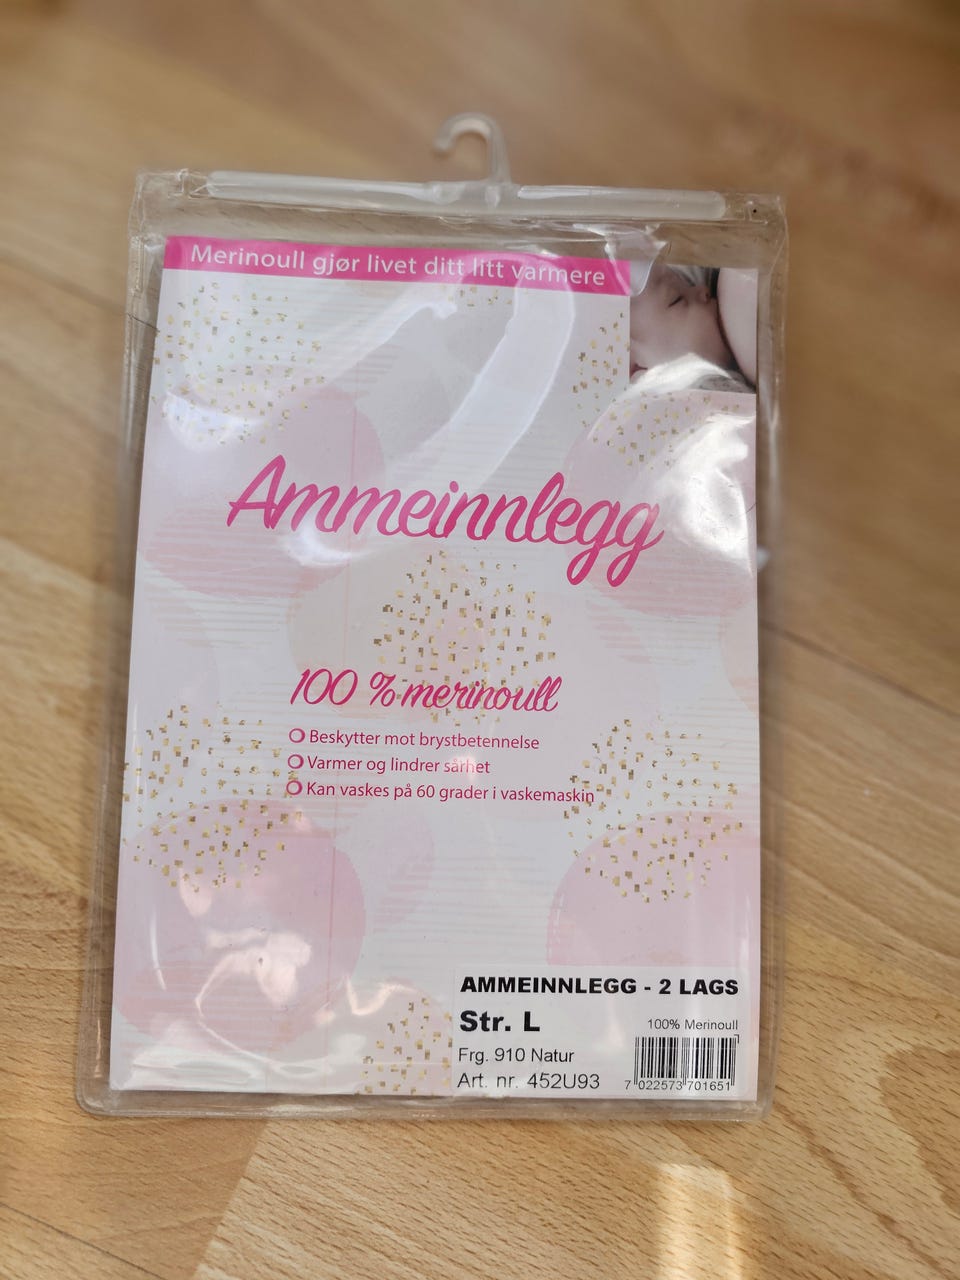 Merinoull gjør livet ditt litt varmere
Ammeinnlegg
100 % merinoull
Beskytter mot brystbetennelse
Varmer og lindrer sårhet
Kan vaskes på 60 grader i vaskemaskin
AMMEINNLEGG - 2 LAGS
Str. L
100% Merinoull
Frg. 910 Natur
Art. nr. 452U93
7 022573 701651